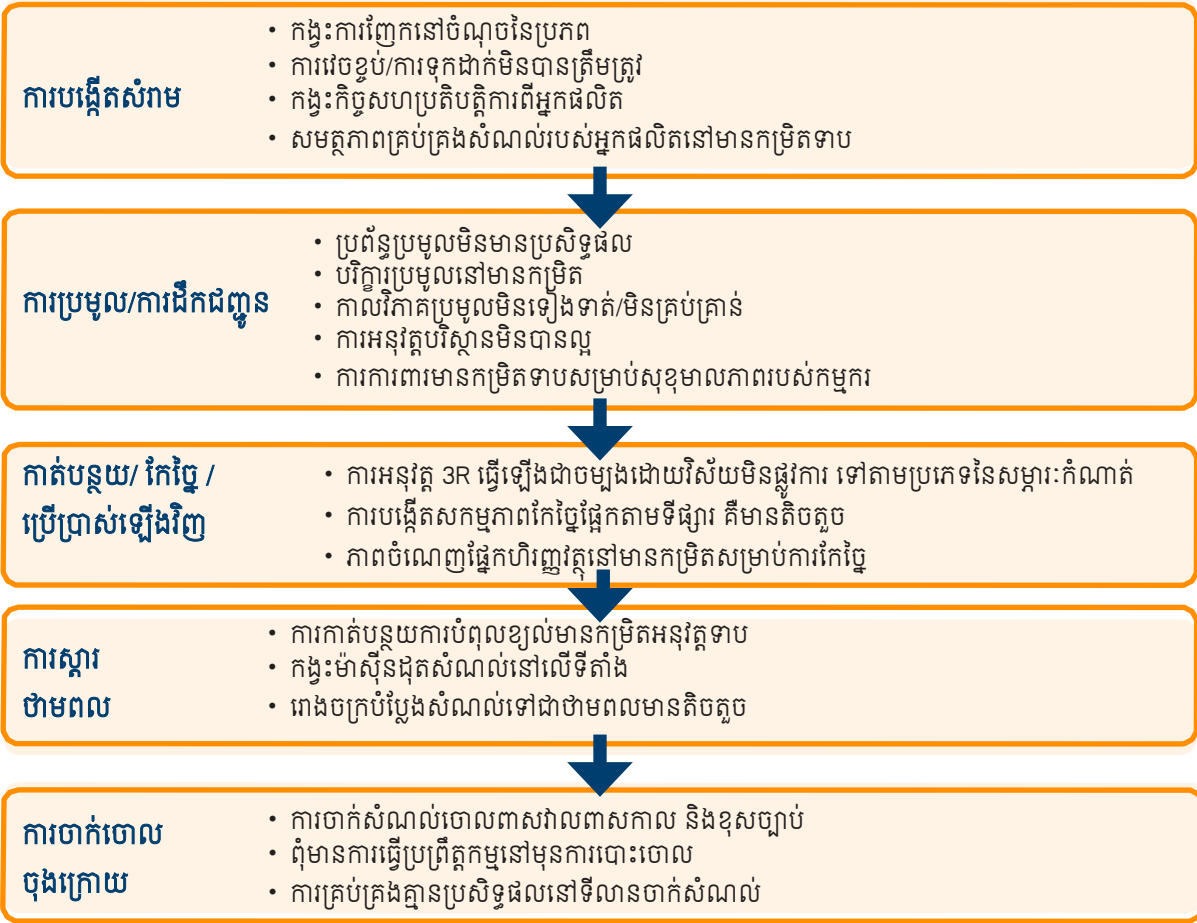 ការបង្កើតសំរាម
• កង្វះការញែកនៅចំណុចនៃប្រភព
• ការវេចខ្ចប់/ការទុកដាក់មិនបានត្រឹមត្រូវ
• កង្វះកិច្ចសហប្រតិបត្តិការពីអ្នកផលិត
• សមត្ថភាពគ្រប់គ្រងសំណល់របស់អ្នកផលិតនៅមានកម្រិតទាប
ការប្រមូល/ការដឹកជញ្ជូន
• ប្រព័ន្ធប្រមូលមិនមានប្រសិទ្ធផល
• បរិក្ខារប្រមូលនៅមានកម្រិត
• កាលវិភាគប្រមូលមិនទៀងទាត់/មិនគ្រប់គ្រាន់
• ការអនុវត្តបរិស្ថានមិនបានល្អ
• ការការពារមានកម្រិតទាបសម្រាប់សុខុមាលភាពរបស់កម្មករ
កាត់បន្ថយ/ កែច្នៃ /
ប្រើប្រាស់ឡើងវិញ
• ការអនុវត្ត 3R ធ្វើឡើងជាចម្បងដោយវិស័យមិនផ្លូវការ ទៅតាមប្រភេទនៃសម្ភារៈកំណាត់
• ការបង្កើតសកម្មភាពកែច្នៃផ្អែកតាមទីផ្សារ គឺមានតិចតួច
• ភាពចំណេញផ្នែកហិរញ្ញវត្ថុនៅមានកម្រិតសម្រាប់ការកែច្នៃ
ការស្តារ
ថាមពល
• ការកាត់បន្ថយការបំពុលខ្យល់មានកម្រិតអនុវត្តទាប
• កង្វះម៉ាស៊ីនដុតសំណល់នៅលើទីតាំង
• រោងចក្របំប្លែងសំណល់ទៅជាថាមពលមានតិចតួច
ការចាក់ចោល
ចុងក្រោយ
• ការចាក់សំណល់ចោលពាសវាលពាសកាល និងខុសច្បាប់
• ពុំមានការធ្វើប្រព្រឹត្តកម្មនៅមុនការបោះចោល
• ការគ្រប់គ្រងគ្មានប្រសិទ្ធផលនៅទីលានចាក់សំណល់